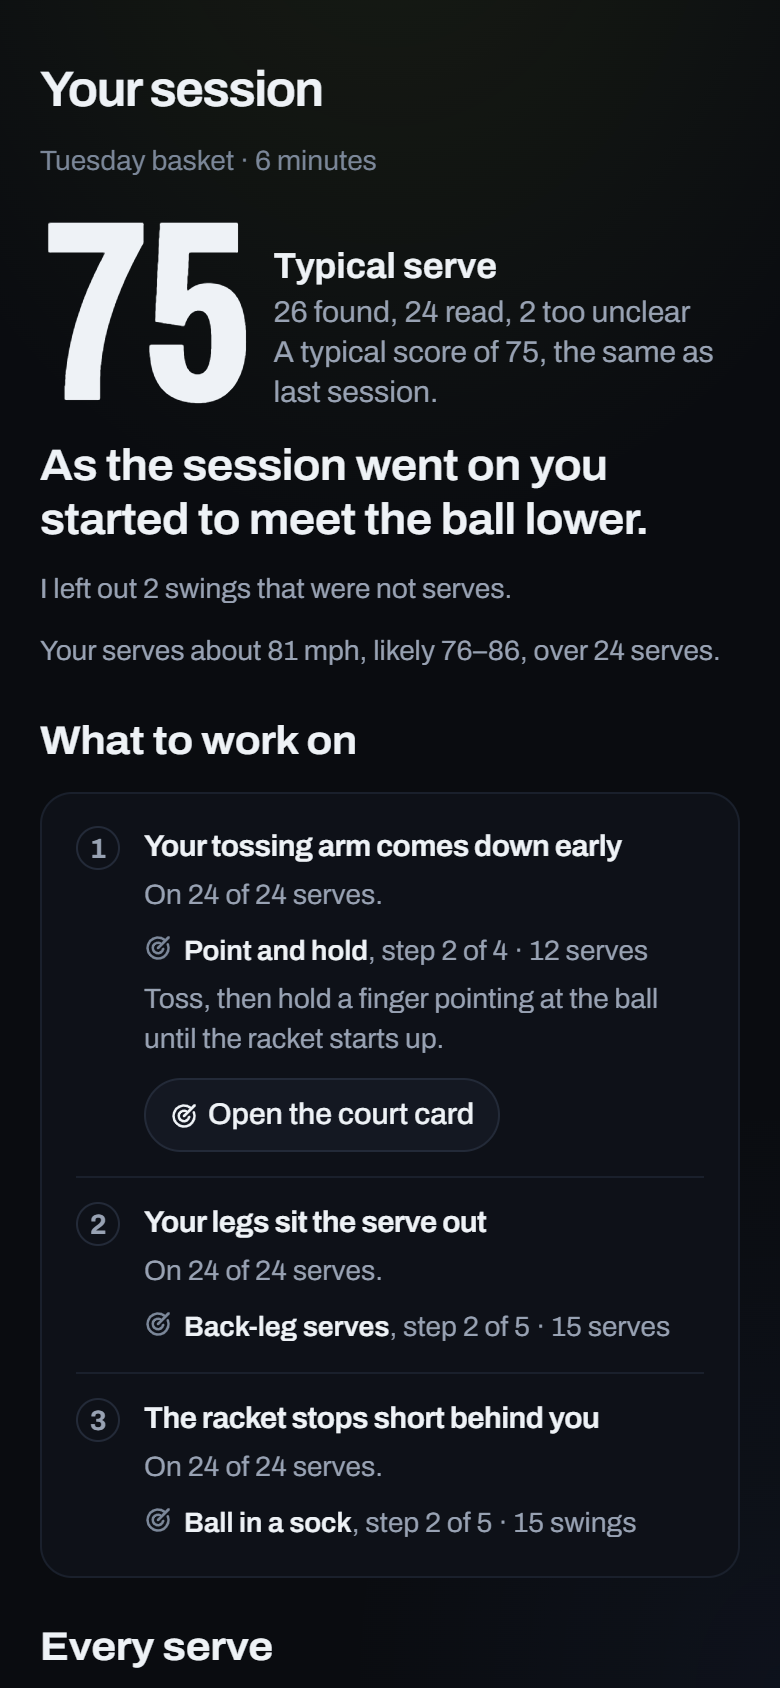 Your session
Tuesday basket · 6 minutes
75
Typical serve
26 found, 24 read, 2 too unclear
A typical score of 75, the same as
last session.
As the session went on you
started to meet the ball lower.
I left out 2 swings that were not serves.
Your serves about 81 mph, likely 76–86, over 24 serves.
What to work on
1
Your tossing arm comes down early
On 24 of 24 serves.
Point and hold, step 2 of 4 · 12 serves
Toss, then hold a finger pointing at the ball
until the racket starts up.
Open the court card
2
Your legs sit the serve out
On 24 of 24 serves.
Back-leg serves, step 2 of 5 · 15 serves
3
The racket stops short behind you
On 24 of 24 serves.
Ball in a sock, step 2 of 5 · 15 swings
Every serve